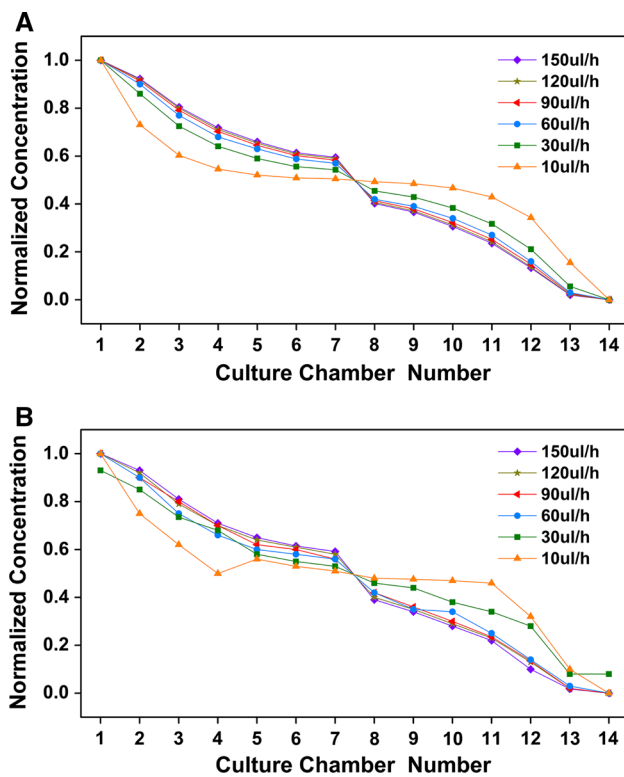 A
Normalized Concentration
1.0
0.8
0.6
0.4
0.2
0.0
150ul/h
120ul/h
90ul/h
60ul/h
30ul/h
10ul/h
1 2 3 4 5 6 7 8 9 10 11 12 13 14
Culture Chamber Number
B
Normalized Concentration
1.0
0.8
0.6
0.4
0.2
0.0
150ul/h
120ul/h
90ul/h
60ul/h
30ul/h
10ul/h
1 2 3 4 5 6 7 8 9 10 11 12 13 14
Culture Chamber Number